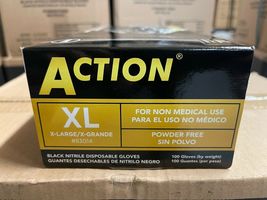 ACTION®
XL
X-LARGE/X-GRANDE
FOR NON MEDICAL USE
PARA EL USO NO MÉDICO
POWDER FREE
SIN POLVO
BLACK NITRILE DISPOSABLE GLOVES
GUANTES DESECHABLES DE NITRILO NEGRO
100 Gloves (by weight)
100 Guantes (por peso)